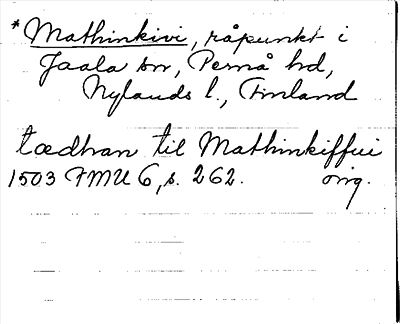 *Mathinkivi, råpunkt i
Jaala sn, Pernå hd,
Nylands l., Finland
tædhan til Mathinkiffui
1503 FMU 6, s. 262. orig.